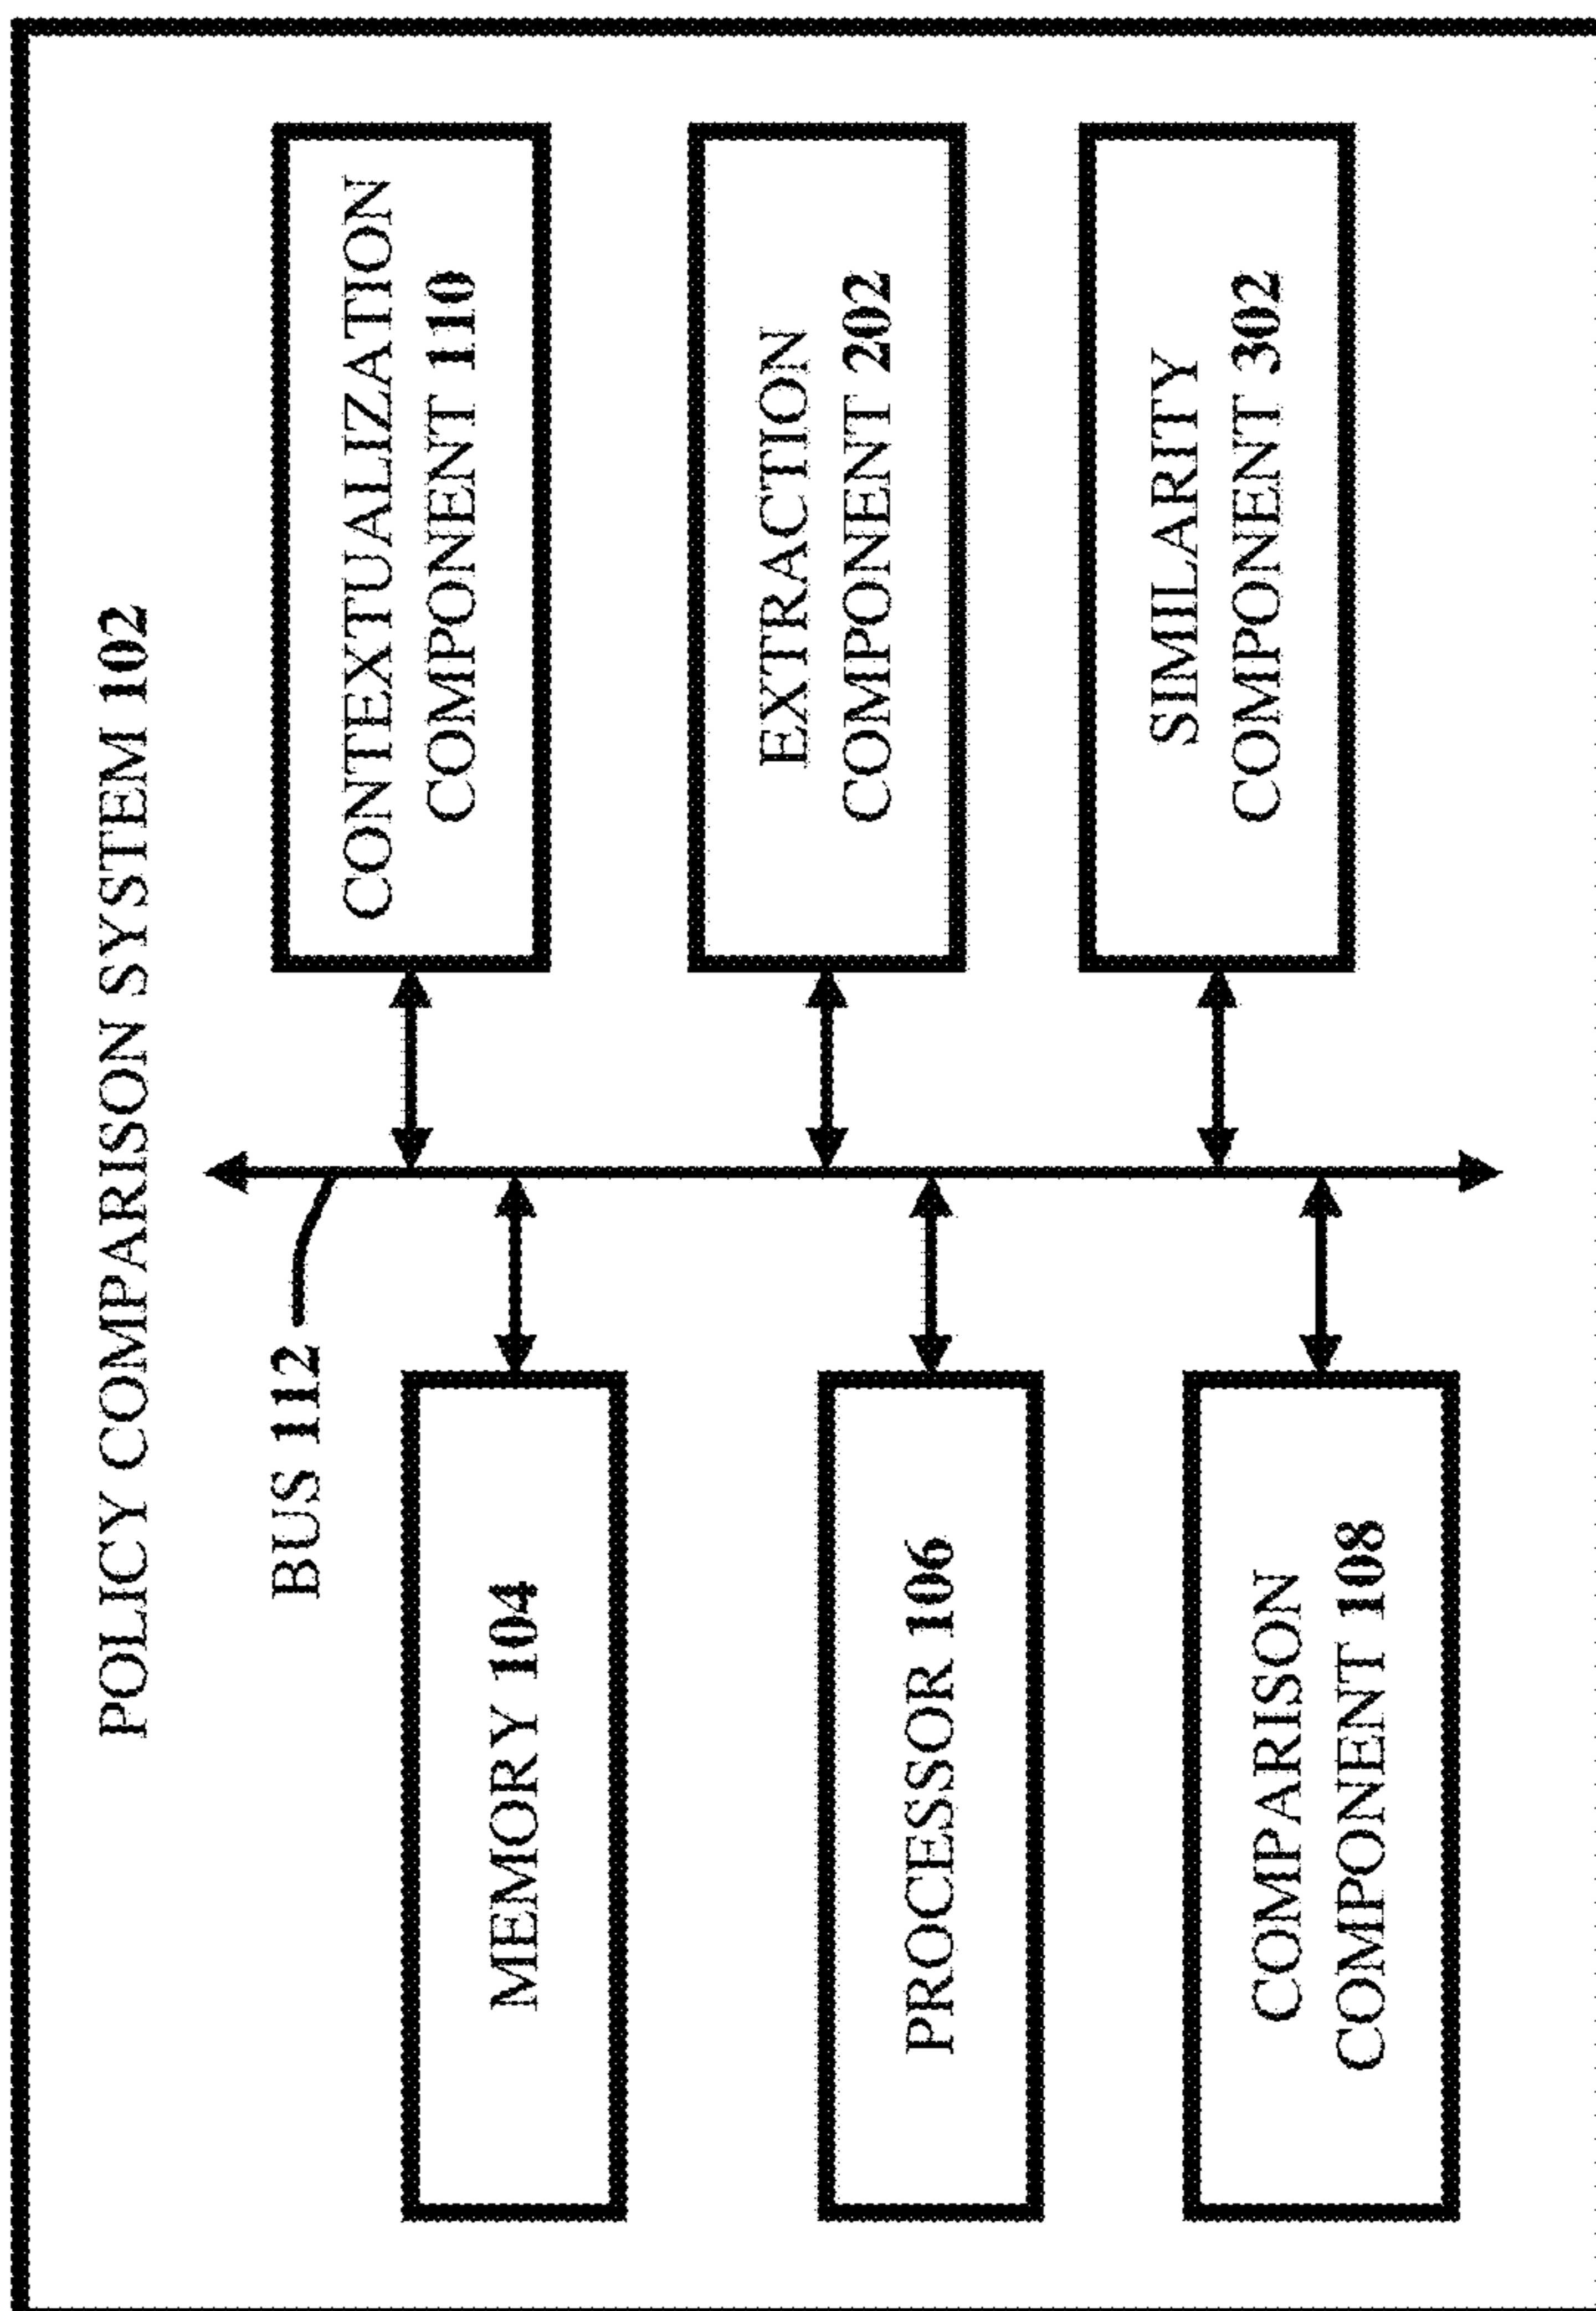 POLICY COMPARISON SYSTEM 102
BUS 112
MEMORY 104
CONTEXTUALIZATION
COMPONENT 110
PROCESSOR 106
EXTRACTION
COMPONENT 202
COMPARISON
COMPONENT 108
SIMILARITY
COMPONENT 302